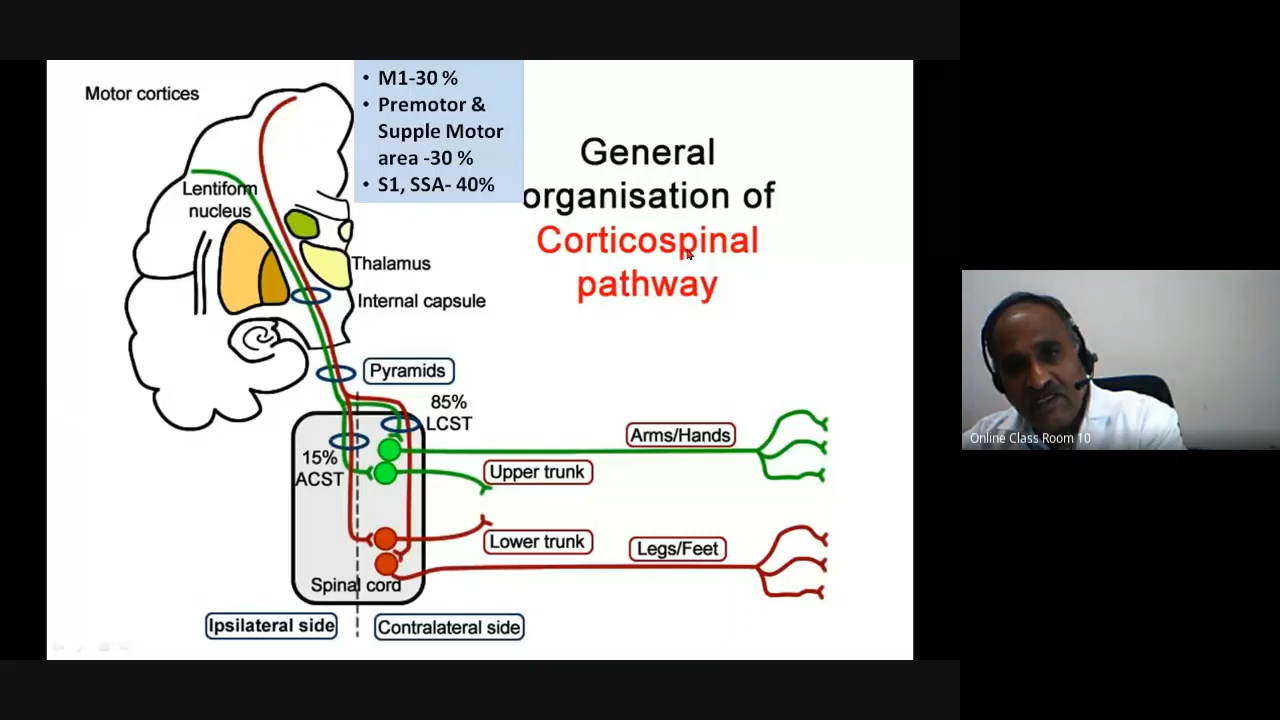 Motor cortices
• M1-30 %
• Premotor &
Supple Motor
area -30 %
• S1, SSA- 40%
General
organisation of
Corticospinal
pathway
Lentiform
nucleus
Thalamus
Internal capsule
Pyramids
85%
LCST
15%
ACST
Arms/Hands
Upper trunk
Lower trunk
Legs/Feet
Spinal cord
Ipsilateral side
Contralateral side
Online Class Room 10